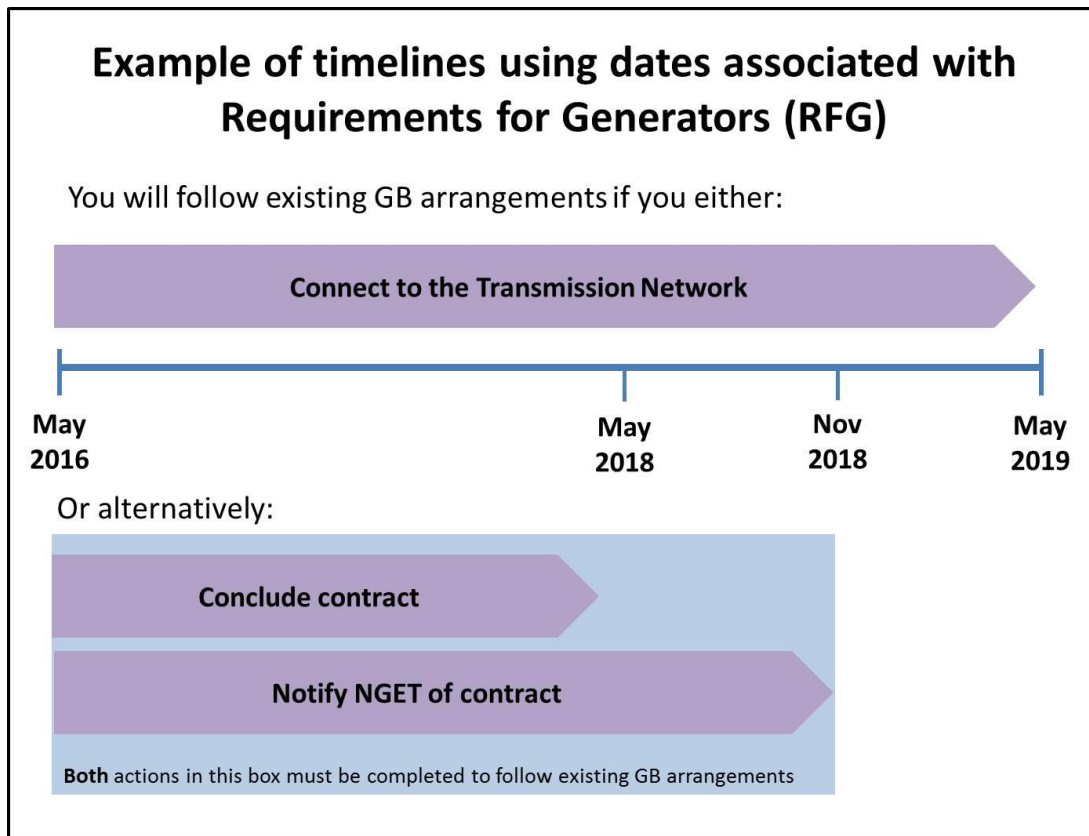 Example of timelines using dates associated with
Requirements for Generators (RFG)
You will follow existing GB arrangements if you either:
Connect to the Transmission Network
May
2016
May
2018
Nov
2018
May
2019
Or alternatively:
Conclude contract
Notify NGET of contract
Both actions in this box must be completed to follow existing GB arrangements